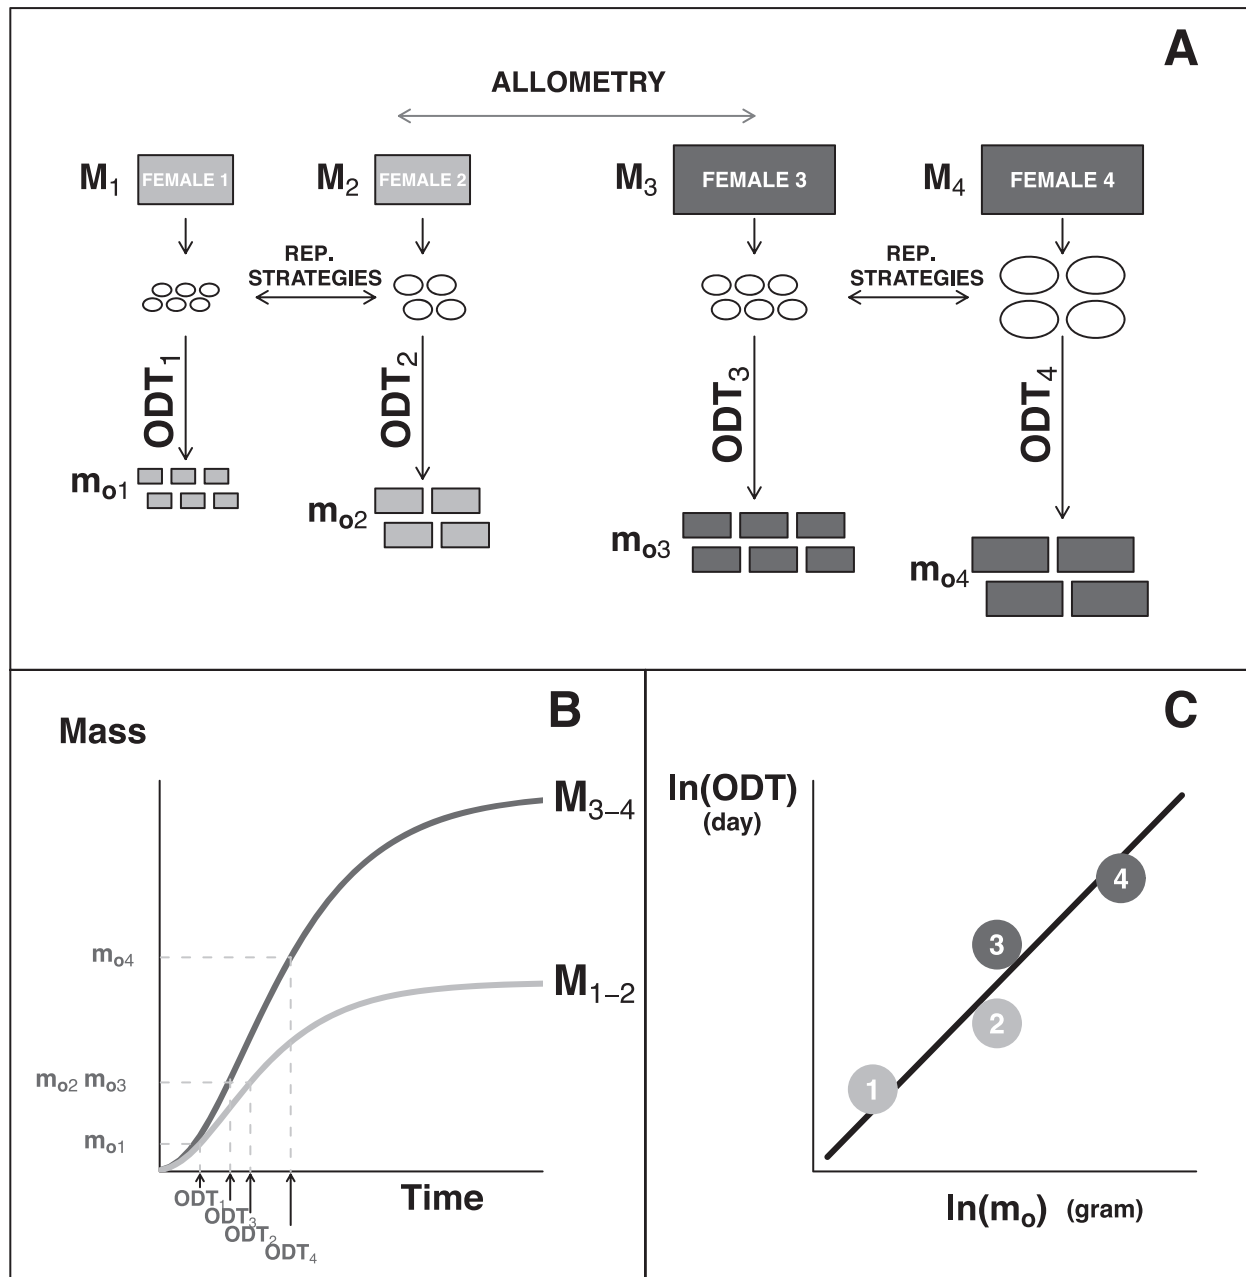 A
ALLOMETRY
M1 FEMALE 1
M2 FEMALE 2
M3 FEMALE 3
M4 FEMALE 4
REP.
STRATEGIES
REP.
STRATEGIES
ODT1
ODT2
ODT3
ODT4
mo1
mo2
mo3
mo4
B
Mass
M3–4
M1–2
mo4
mo2 mo3
mo1
Time
ODT1
ODT3
ODT2
ODT4
C
ln(ODT)
(day)
4
3
2
1
ln(mo) (gram)